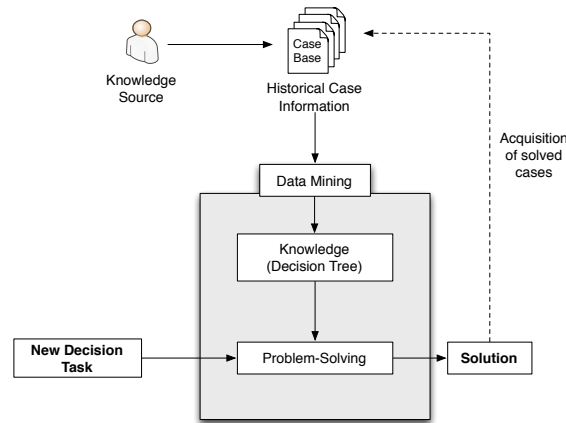 Case
Base
Knowledge
Source
Historical Case
Information
Acquisition
of solved
cases
Data Mining
Knowledge
(Decision Tree)
New Decision
Task
Problem-Solving
Solution